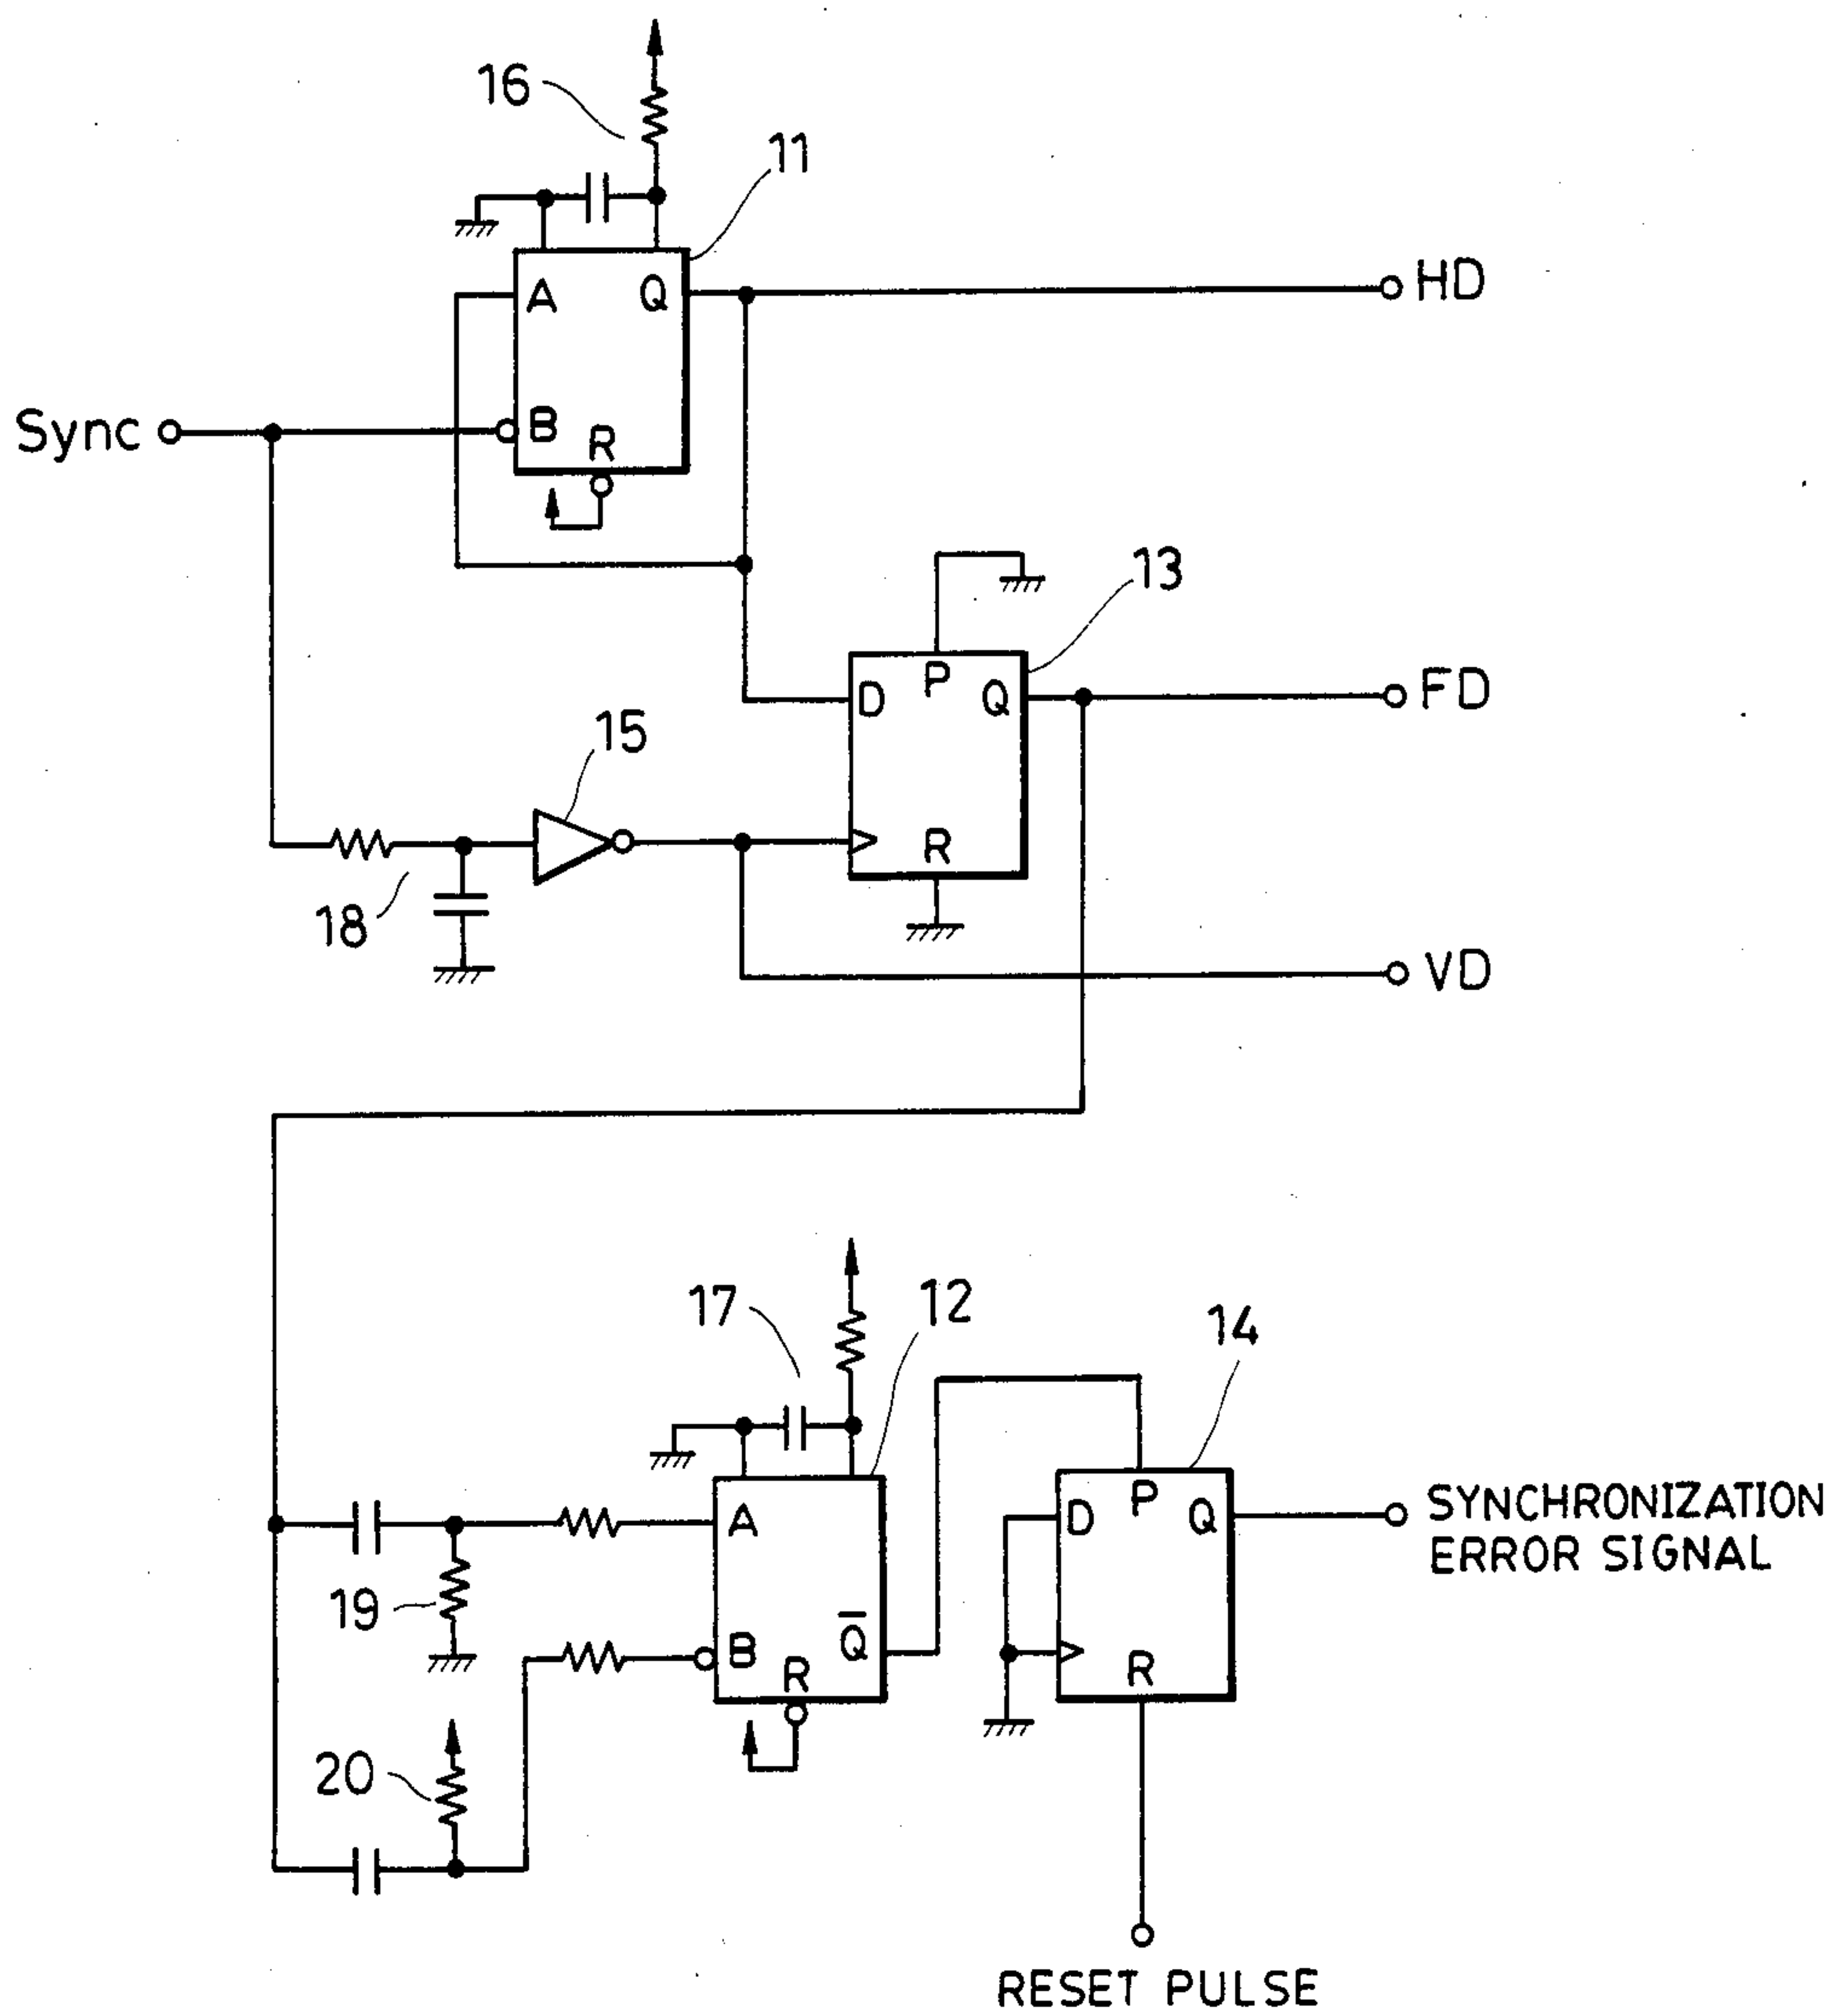 16
11
A
Q
HD
Sync
B
R
13
P
D
Q
FD
15
R
18
VD
17
12
14
A
D
P
Q
SYNCHRONIZATION
ERROR SIGNAL
19
B
Q̅
R
R
20
RESET PULSE